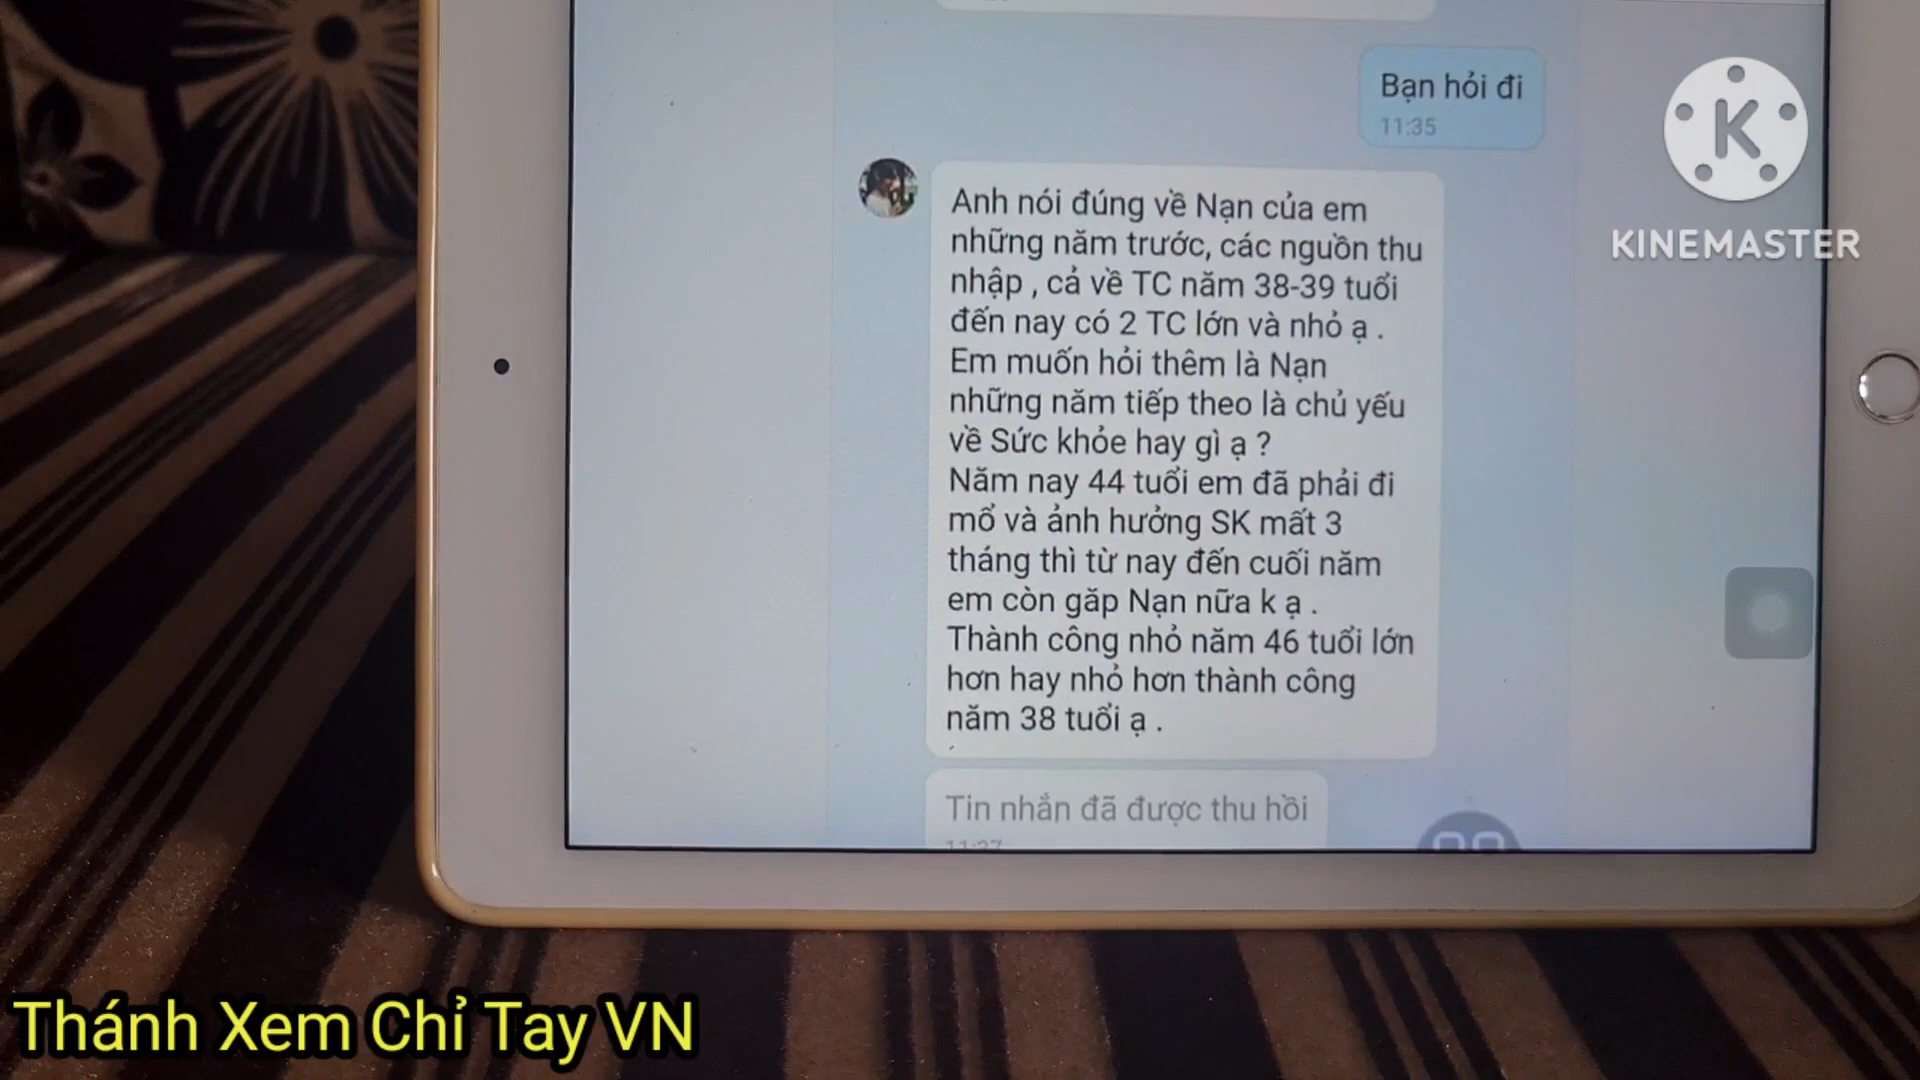 Bạn hỏi đi
11:35
K
KINEMASTER
Anh nói đúng về Nạn của em
những năm trước, các nguồn thu
nhập , cả về TC năm 38-39 tuổi
đến nay có 2 TC lớn và nhỏ ạ .
Em muốn hỏi thêm là Nạn
những năm tiếp theo là chủ yếu
về Sức khỏe hay gì ạ ?
Năm nay 44 tuổi em đã phải đi
mổ và ảnh hưởng SK mất 3
tháng thì từ nay đến cuối năm
em còn găp Nạn nữa k ạ .
Thành công nhỏ năm 46 tuổi lớn
hơn hay nhỏ hơn thành công
năm 38 tuổi ạ .
Tin nhắn đã được thu hồi
11:37
Thánh Xem Chỉ Tay VN